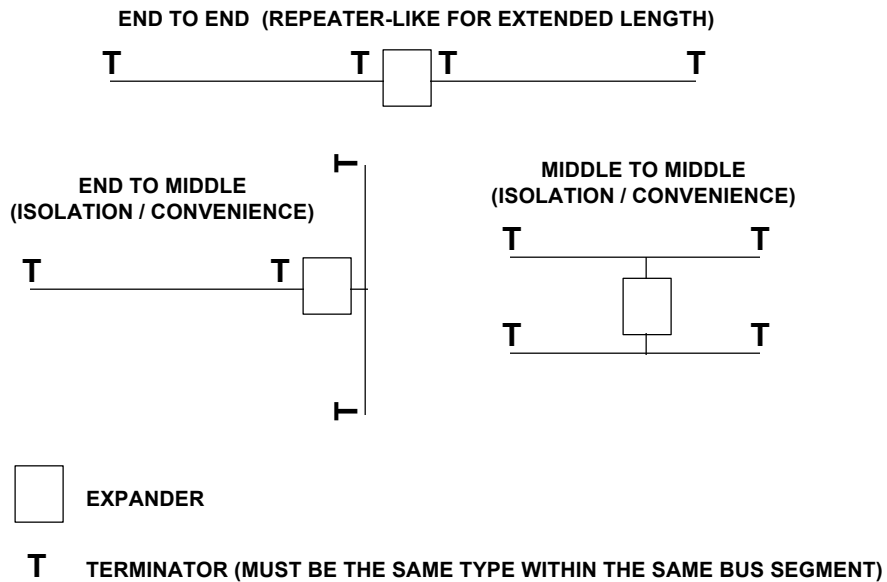 END TO END (REPEATER-LIKE FOR EXTENDED LENGTH)
T T T T
T
END TO MIDDLE
(ISOLATION / CONVENIENCE)
T T
T
MIDDLE TO MIDDLE
(ISOLATION / CONVENIENCE)
T T
T T
EXPANDER
T TERMINATOR (MUST BE THE SAME TYPE WITHIN THE SAME BUS SEGMENT)